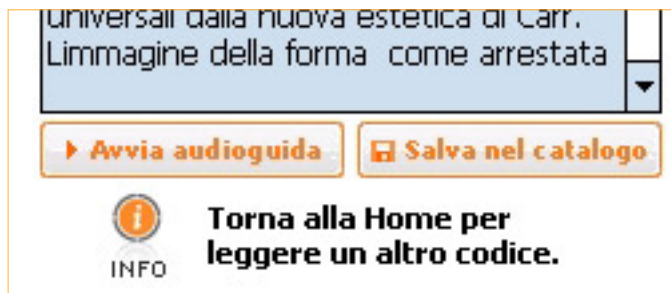 universali dalla nuova estetica di Carr.
Limmagine della forma come arrestata
Avvia audioguida
Salva nel catalogo
INFO
Torna alla Home per
leggere un altro codice.